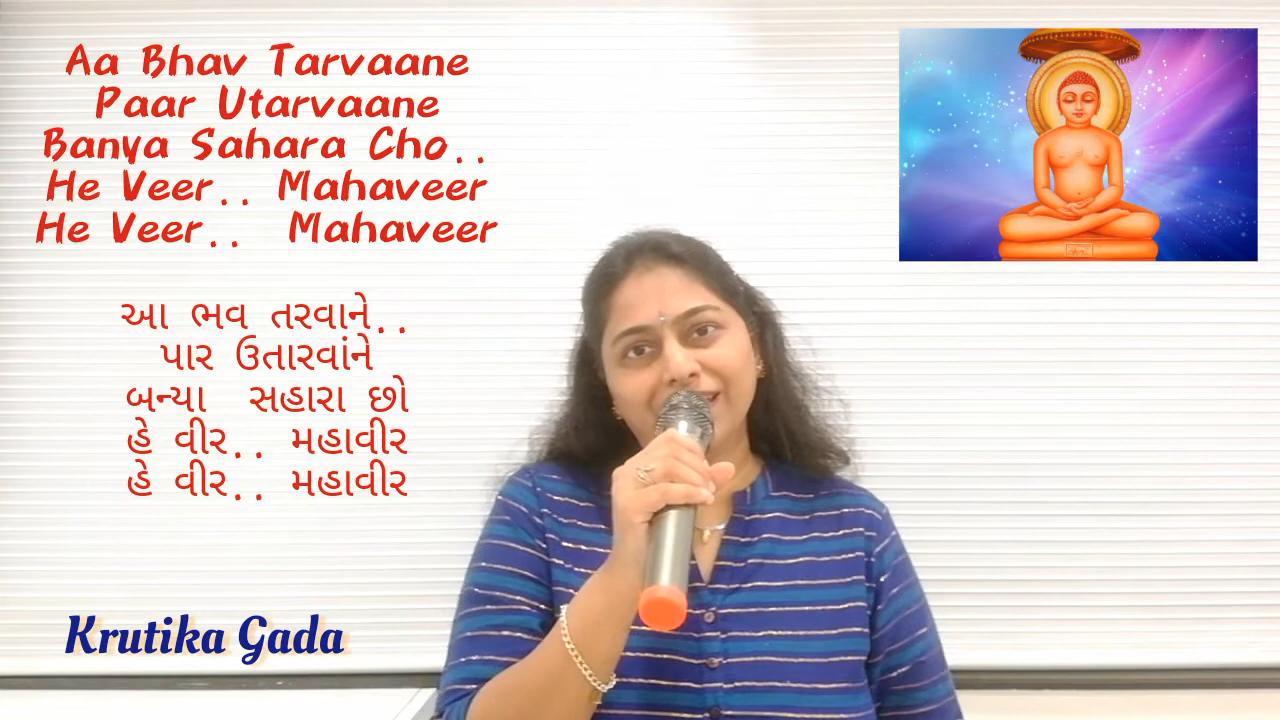 Aa Bhav Tarvaane
Paar Utarvaane
Banya Sahara Cho..
He Veer.. Mahaveer
He Veer.. Mahaveer
આ ભવ તરવાને..
પાર ઉતારવાંને
બન્યા સહારા છો
હે વીર.. મહાવીર
હે વીર.. મહાવીર
Krutika Gada